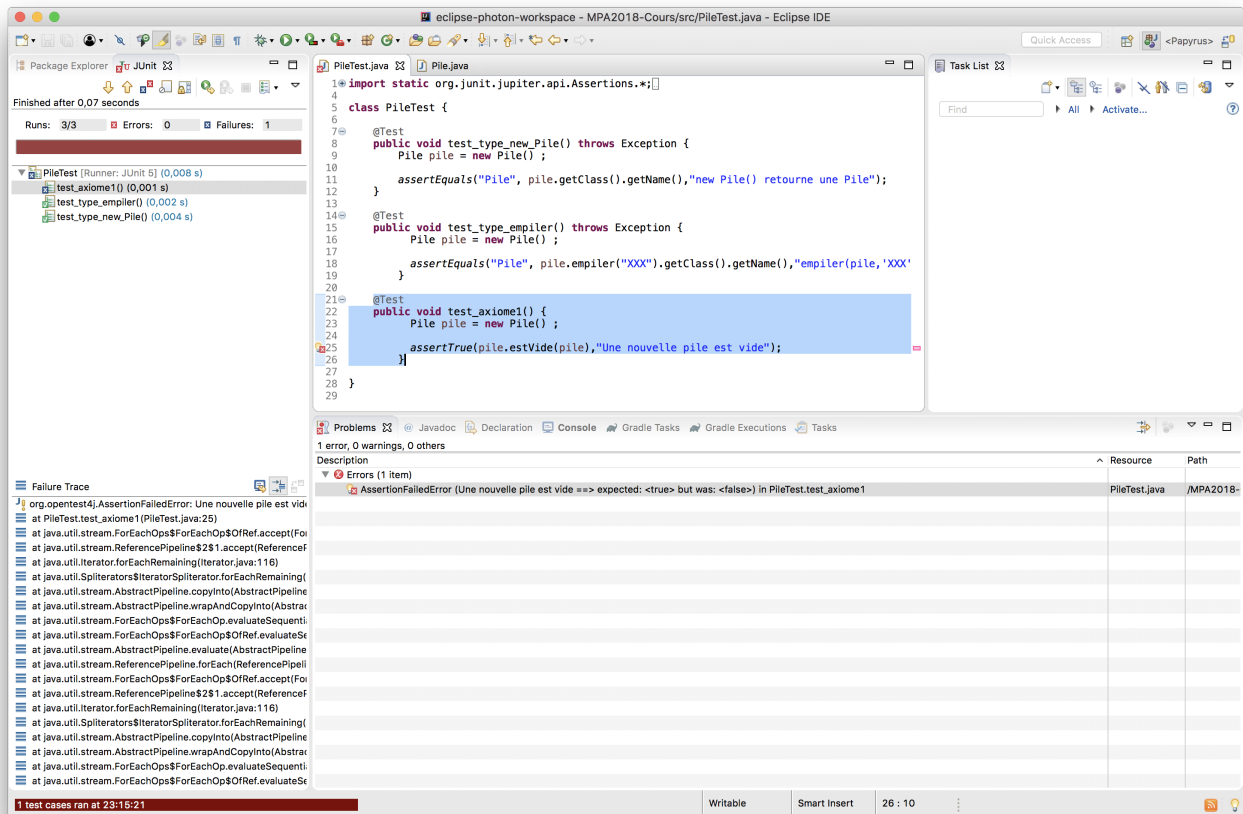 eclipse-photon-workspace - MPA2018-Cours/src/PileTest.java - Eclipse IDE
Quick Access
<Papyrus>
Package Explorer
JUnit
Finished after 0,07 seconds
Runs: 3/3 Errors: 0 Failures: 1
PileTest [Runner: JUnit 5] (0,008 s)
test_axiome1() (0,001 s)
test_type_empiler() (0,002 s)
test_type_new_Pile() (0,004 s)
Failure Trace
org.opentest4j.AssertionFailedError: Une nouvelle pile est vide
at PileTest.test_axiome1(PileTest.java:25)
at java.util.stream.ForEachOps$ForEachOp$OfRef.accept(For
at java.util.stream.ReferencePipeline$2$1.accept(ReferenceP
at java.util.Iterator.forEachRemaining(Iterator.java:116)
at java.util.Spliterators$IteratorSpliterator.forEachRemaining(
at java.util.stream.AbstractPipeline.copyInto(AbstractPipeline
at java.util.stream.AbstractPipeline.wrapAndCopyInto(Abstrac
at java.util.stream.ForEachOps$ForEachOp.evaluateSequentia
at java.util.stream.ForEachOps$ForEachOp$OfRef.evaluateSe
at java.util.stream.AbstractPipeline.evaluate(AbstractPipeline
at java.util.stream.ReferencePipeline.forEach(ReferencePipeli
at java.util.stream.ForEachOps$ForEachOp$OfRef.accept(For
at java.util.stream.ReferencePipeline$2$1.accept(ReferenceP
at java.util.Iterator.forEachRemaining(Iterator.java:116)
at java.util.Spliterators$IteratorSpliterator.forEachRemaining(
at java.util.stream.AbstractPipeline.copyInto(AbstractPipeline
at java.util.stream.AbstractPipeline.wrapAndCopyInto(Abstrac
at java.util.stream.ForEachOps$ForEachOp.evaluateSequentia
at java.util.stream.ForEachOps$ForEachOp$OfRef.evaluateSe
PileTest.java
Pile.java
1 import static org.junit.jupiter.api.Assertions.*;
4
5 class PileTest {
6
7 @Test
8 public void test_type_new_Pile() throws Exception {
9 Pile pile = new Pile() ;
10
11 assertEquals("Pile", pile.getClass().getName(),"new Pile() retourne une Pile");
12 }
13
14 @Test
15 public void test_type_empiler() throws Exception {
16 Pile pile = new Pile() ;
17
18 assertEquals("Pile", pile.empiler("XXX").getClass().getName(),"empiler(pile,'XXX'
19 }
20
21 @Test
22 public void test_axiome1() {
23 Pile pile = new Pile() ;
24
25 assertTrue(pile.estVide(pile),"Une nouvelle pile est vide");
26 }
27
28 }
29
Task List
Find
All
Activate...
Problems
Javadoc
Declaration
Console
Gradle Tasks
Gradle Executions
Tasks
1 error, 0 warnings, 0 others
Description Resource Path
Errors (1 item)
AssertionFailedError (Une nouvelle pile est vide ==> expected: <true> but was: <false>) in PileTest.test_axiome1 PileTest.java /MPA2018-
1 test cases ran at 23:15:21
Writable
Smart Insert
26 : 10